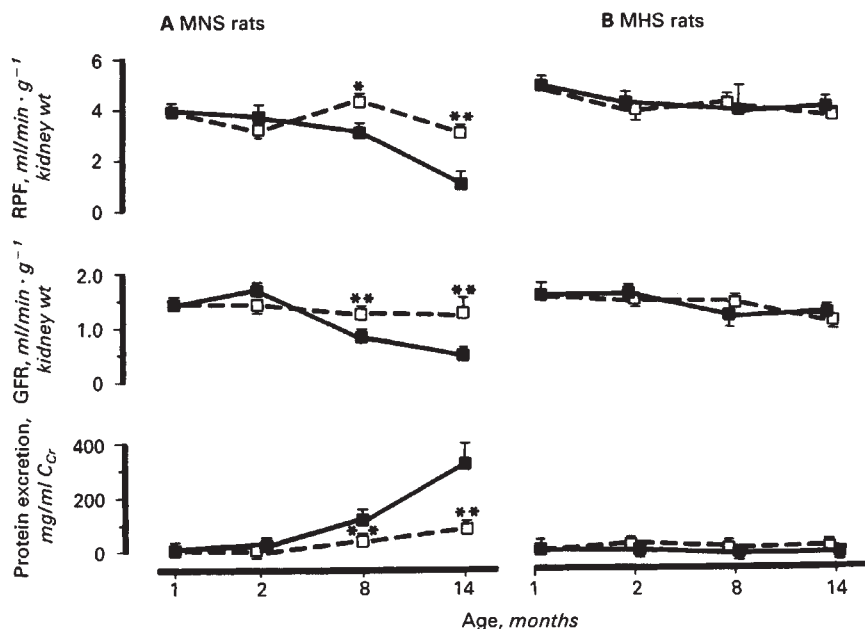 A MNS rats
B MHS rats
RPF, ml/min · g⁻¹
kidney wt
6
4
2
0
*
**
GFR, ml/min · g⁻¹
kidney wt
2.0
1.0
0
**
**
Protein excretion,
mg/ml C_Cr
400
200
0
**
**
1 2 8 14
1 2 8 14
Age, months